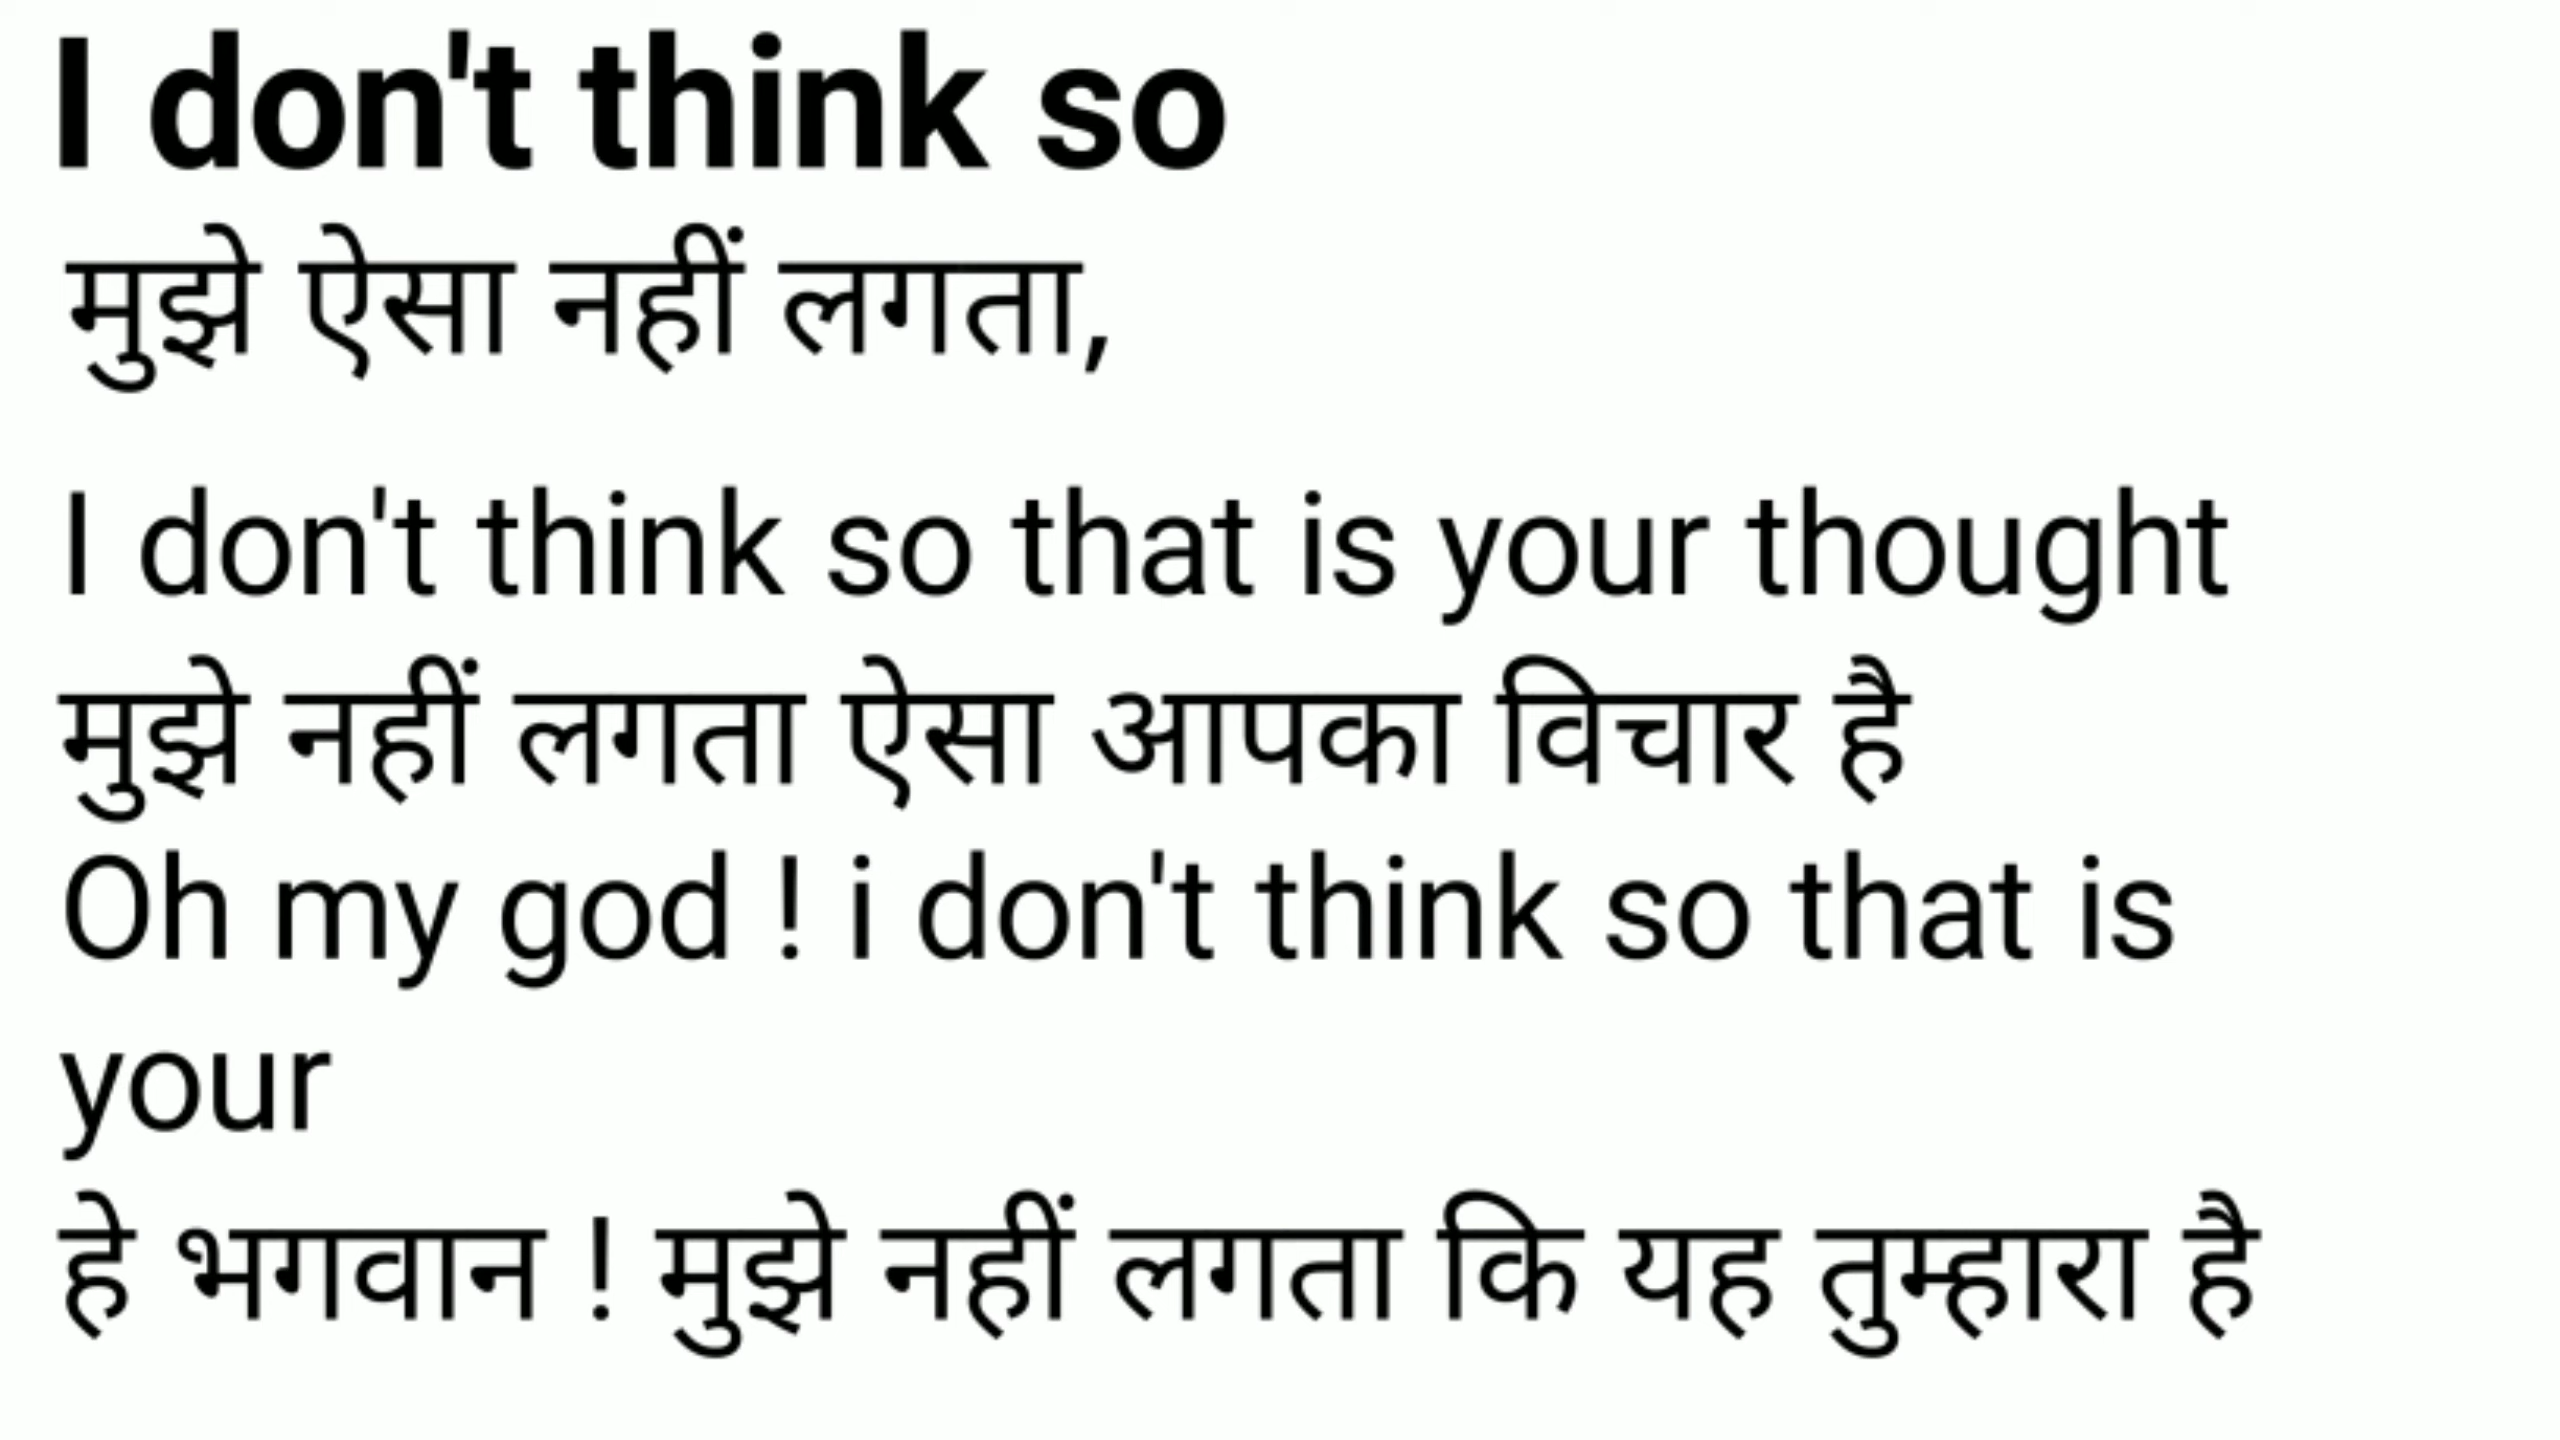 I don't think so
मुझे ऐसा नहीं लगता,
I don't think so that is your thought
मुझे नहीं लगता ऐसा आपका विचार है
Oh my god ! i don't think so that is
your
हे भगवान ! मुझे नहीं लगता कि यह तुम्हारा है